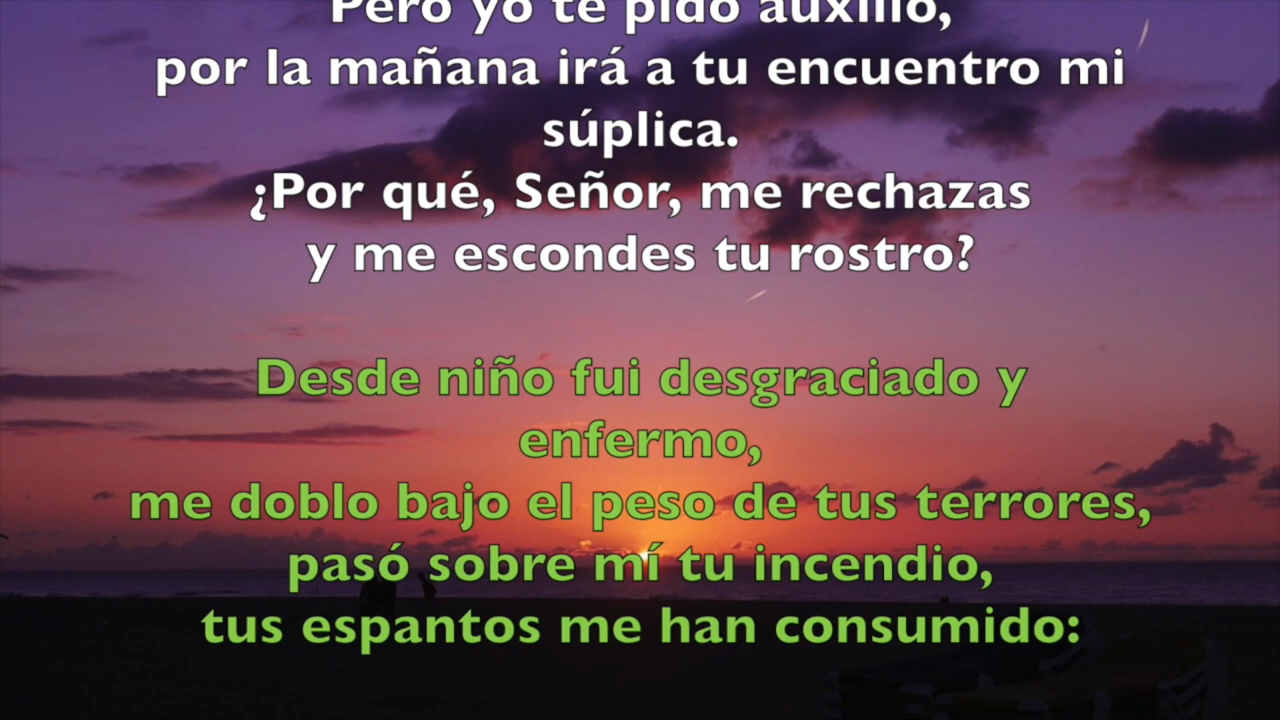 Pero yo te pido auxilio,
por la mañana irá a tu encuentro mi
súplica.
¿Por qué, Señor, me rechazas
y me escondes tu rostro?
Desde niño fui desgraciado y
enfermo,
me doblo bajo el peso de tus terrores,
pasó sobre mí tu incendio,
tus espantos me han consumido: